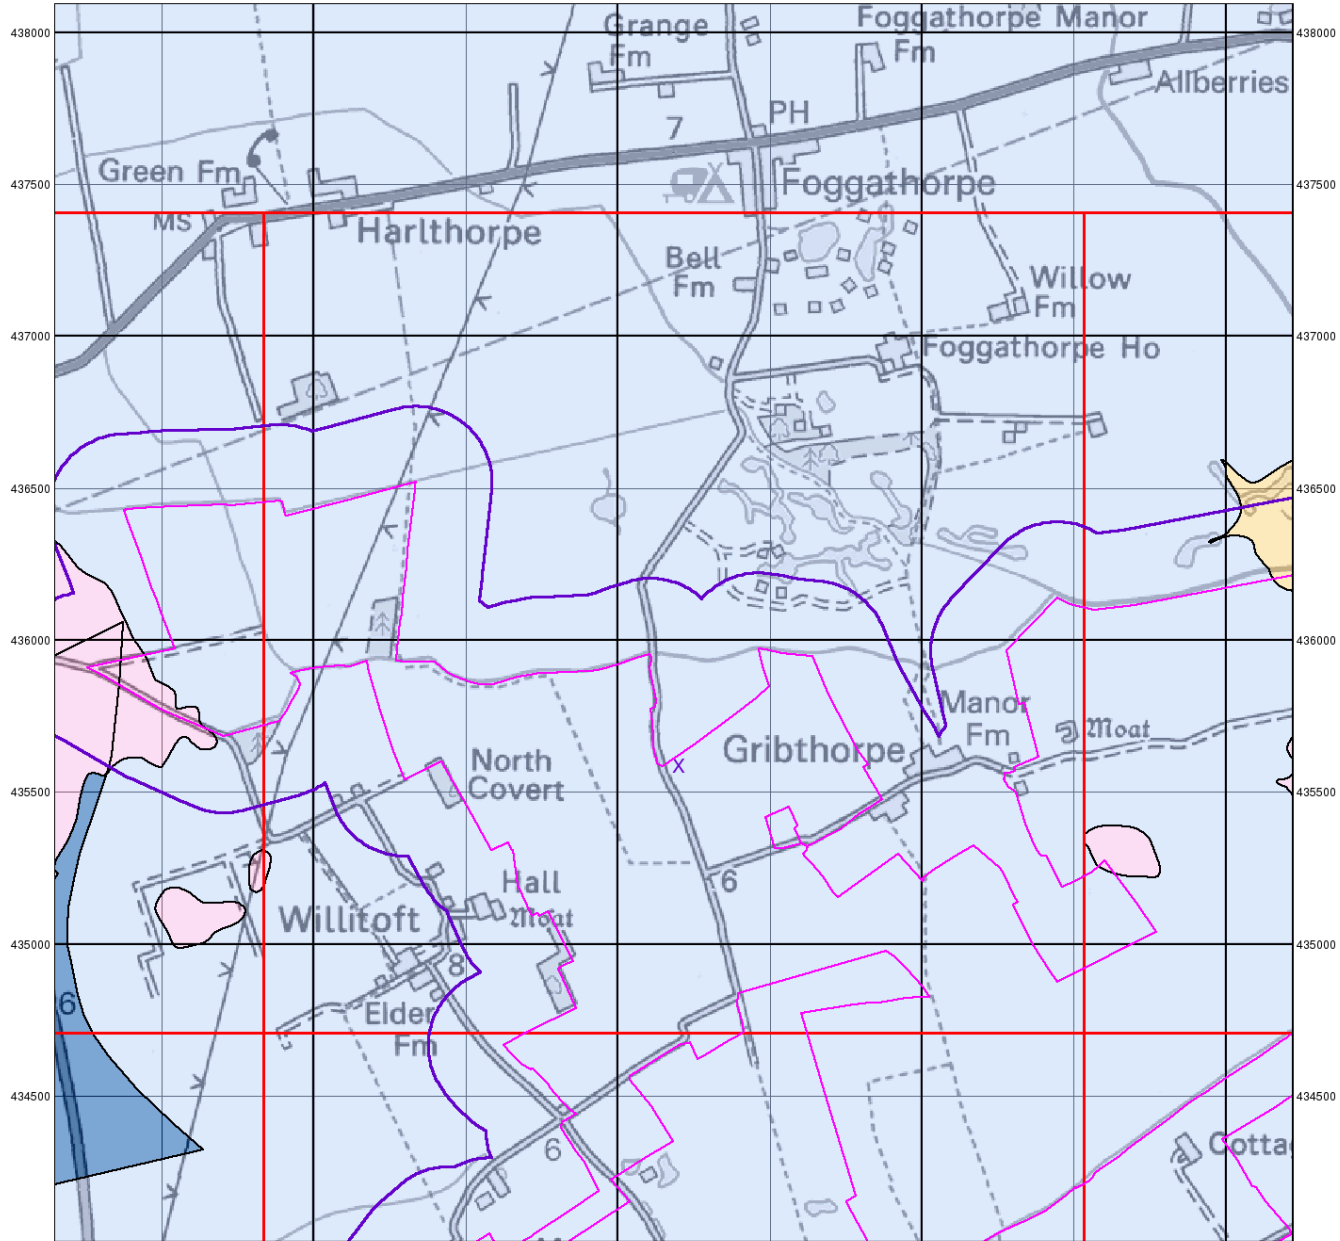 Foggathorpe Manor
Fm
Grange
Fm
438000
438000
Allberries
PH
7
Green Fm
437500
Foggathorpe
437500
MS
Harlthorpe
Bell
Fm
Willow
Fm
437000
437000
Foggathorpe Ho
436500
436500
436000
436000
Manor
Fm
Moat
Gribthorpe
North
Covert
X
435500
435500
6
Hall
Moat
Willitoft
435000
435000
8
6
Elder
Fm
434500
434500
6
Cotta